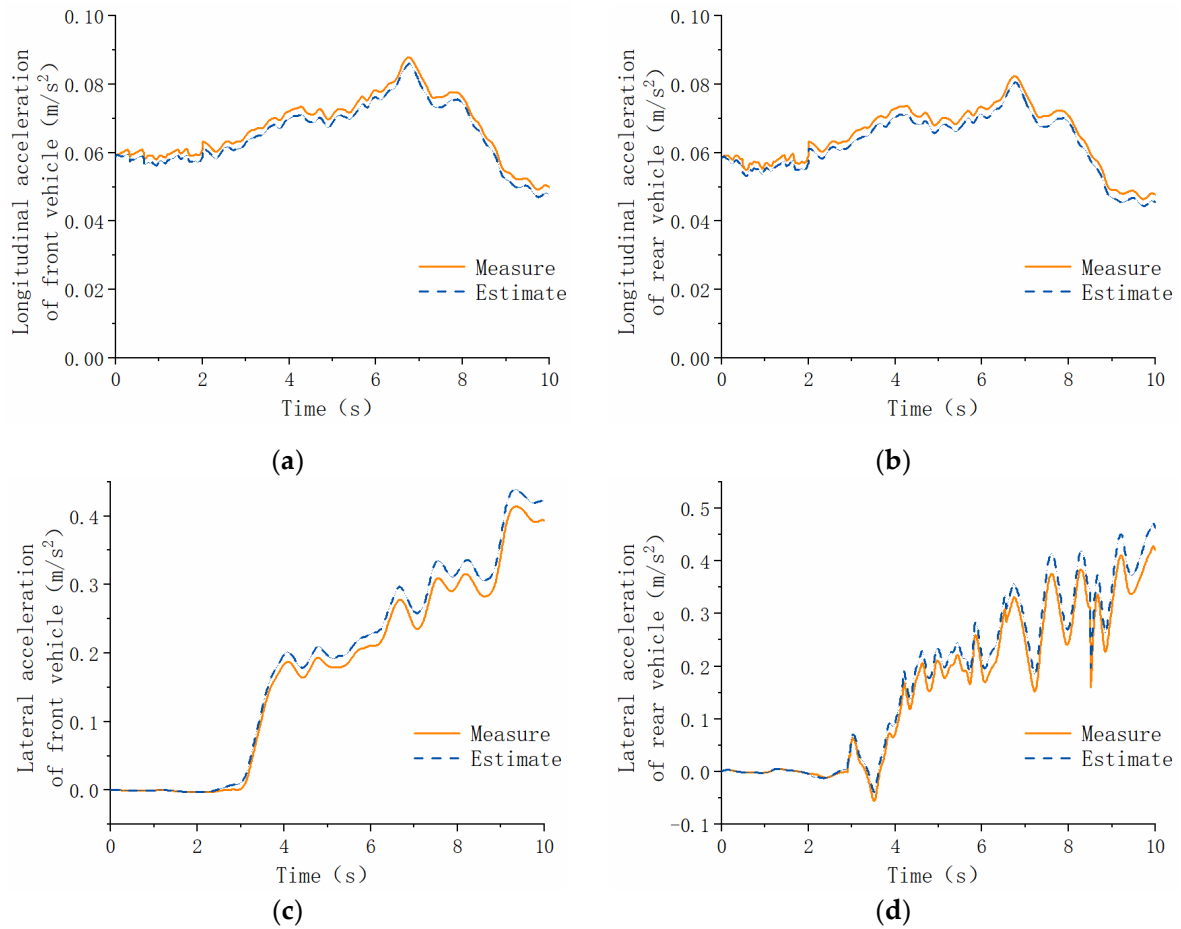 Longitudinal acceleration
of front vehicle (m/s²)
0.10
0.08
0.06
0.04
0.02
0.00
Measure
Estimate
0 2 4 6 8 10
Time (s)
(a)
Longitudinal acceleration
of rear vehicle (m/s²)
0.10
0.08
0.06
0.04
0.02
0.00
Measure
Estimate
0 2 4 6 8 10
Time (s)
(b)
Lateral acceleration
of front vehicle (m/s²)
0.4
0.3
0.2
0.1
0.0
Measure
Estimate
0 2 4 6 8 10
Time (s)
(c)
Lateral acceleration
of rear vehicle (m/s²)
0.5
0.4
0.3
0.2
0.1
0.0
-0.1
Measure
Estimate
0 2 4 6 8 10
Time (s)
(d)